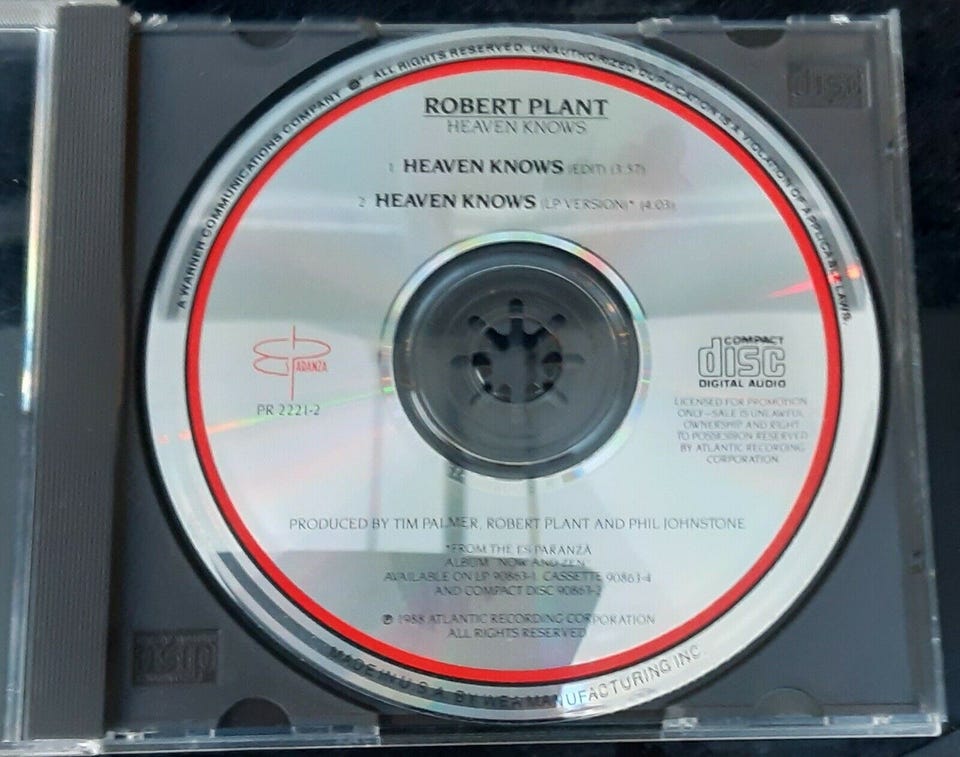 A WARNER COMMUNICATIONS COMPANY ℗ ALL RIGHTS RESERVED. UNAUTHORIZED DUPLICATION IS A VIOLATION OF APPLICABLE LAWS.
ROBERT PLANT
HEAVEN KNOWS
1 HEAVEN KNOWS (EDIT) (3.57)
2 HEAVEN KNOWS (LP VERSION)* (4.03)
ES PARANZA
PR 2221-2
COMPACT
disc
DIGITAL AUDIO
LICENSED FOR PROMOTION
ONLY—SALE IS UNLAWFUL
OWNERSHIP AND RIGHT
TO POSSESSION RESERVED
BY ATLANTIC RECORDING
CORPORATION
PRODUCED BY TIM PALMER, ROBERT PLANT AND PHIL JOHNSTONE
*FROM THE ES PARANZA
ALBUM "NOW AND ZEN"
AVAILABLE ON LP 90863-1 CASSETTE 90863-4
AND COMPACT DISC 90863-2
℗ 1988 ATLANTIC RECORDING CORPORATION
ALL RIGHTS RESERVED
MADE IN U.S.A. BY WEA MANUFACTURING INC
disc
disc